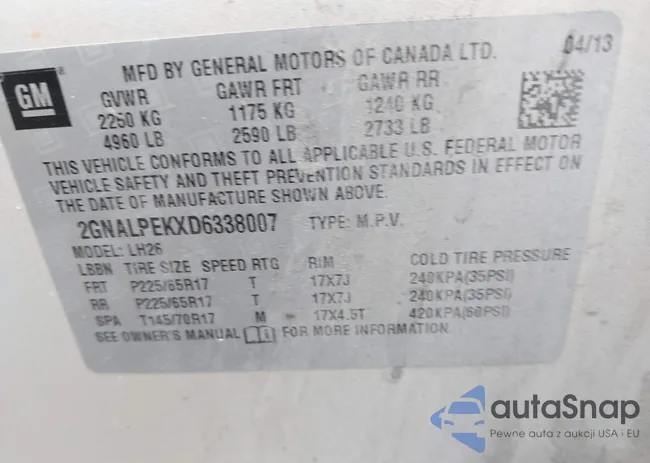 GM
MFD BY GENERAL MOTORS OF CANADA LTD. 04/13
GVWR GAWR FRT GAWR RR
2250 KG 1175 KG 1240 KG
4960 LB 2590 LB 2733 LB
THIS VEHICLE CONFORMS TO ALL APPLICABLE U.S. FEDERAL MOTOR
VEHICLE SAFETY AND THEFT PREVENTION STANDARDS IN EFFECT ON
THE DATE OF MANUFACTURE SHOWN ABOVE.
2GNALPEKXD6338007 TYPE: M.P.V.
MODEL: LH26
LBBN TIRE SIZE SPEED RTG RIM COLD TIRE PRESSURE
FRT P225/65R17 T 17X7J 240KPA(35PSI)
RR P225/65R17 T 17X7J 240KPA(35PSI)
SPA T145/70R17 M 17X4.5T 420KPA(60PSI)
SEE OWNER'S MANUAL FOR MORE INFORMATION
autaSnap
Pewne auta z aukcji USA i EU